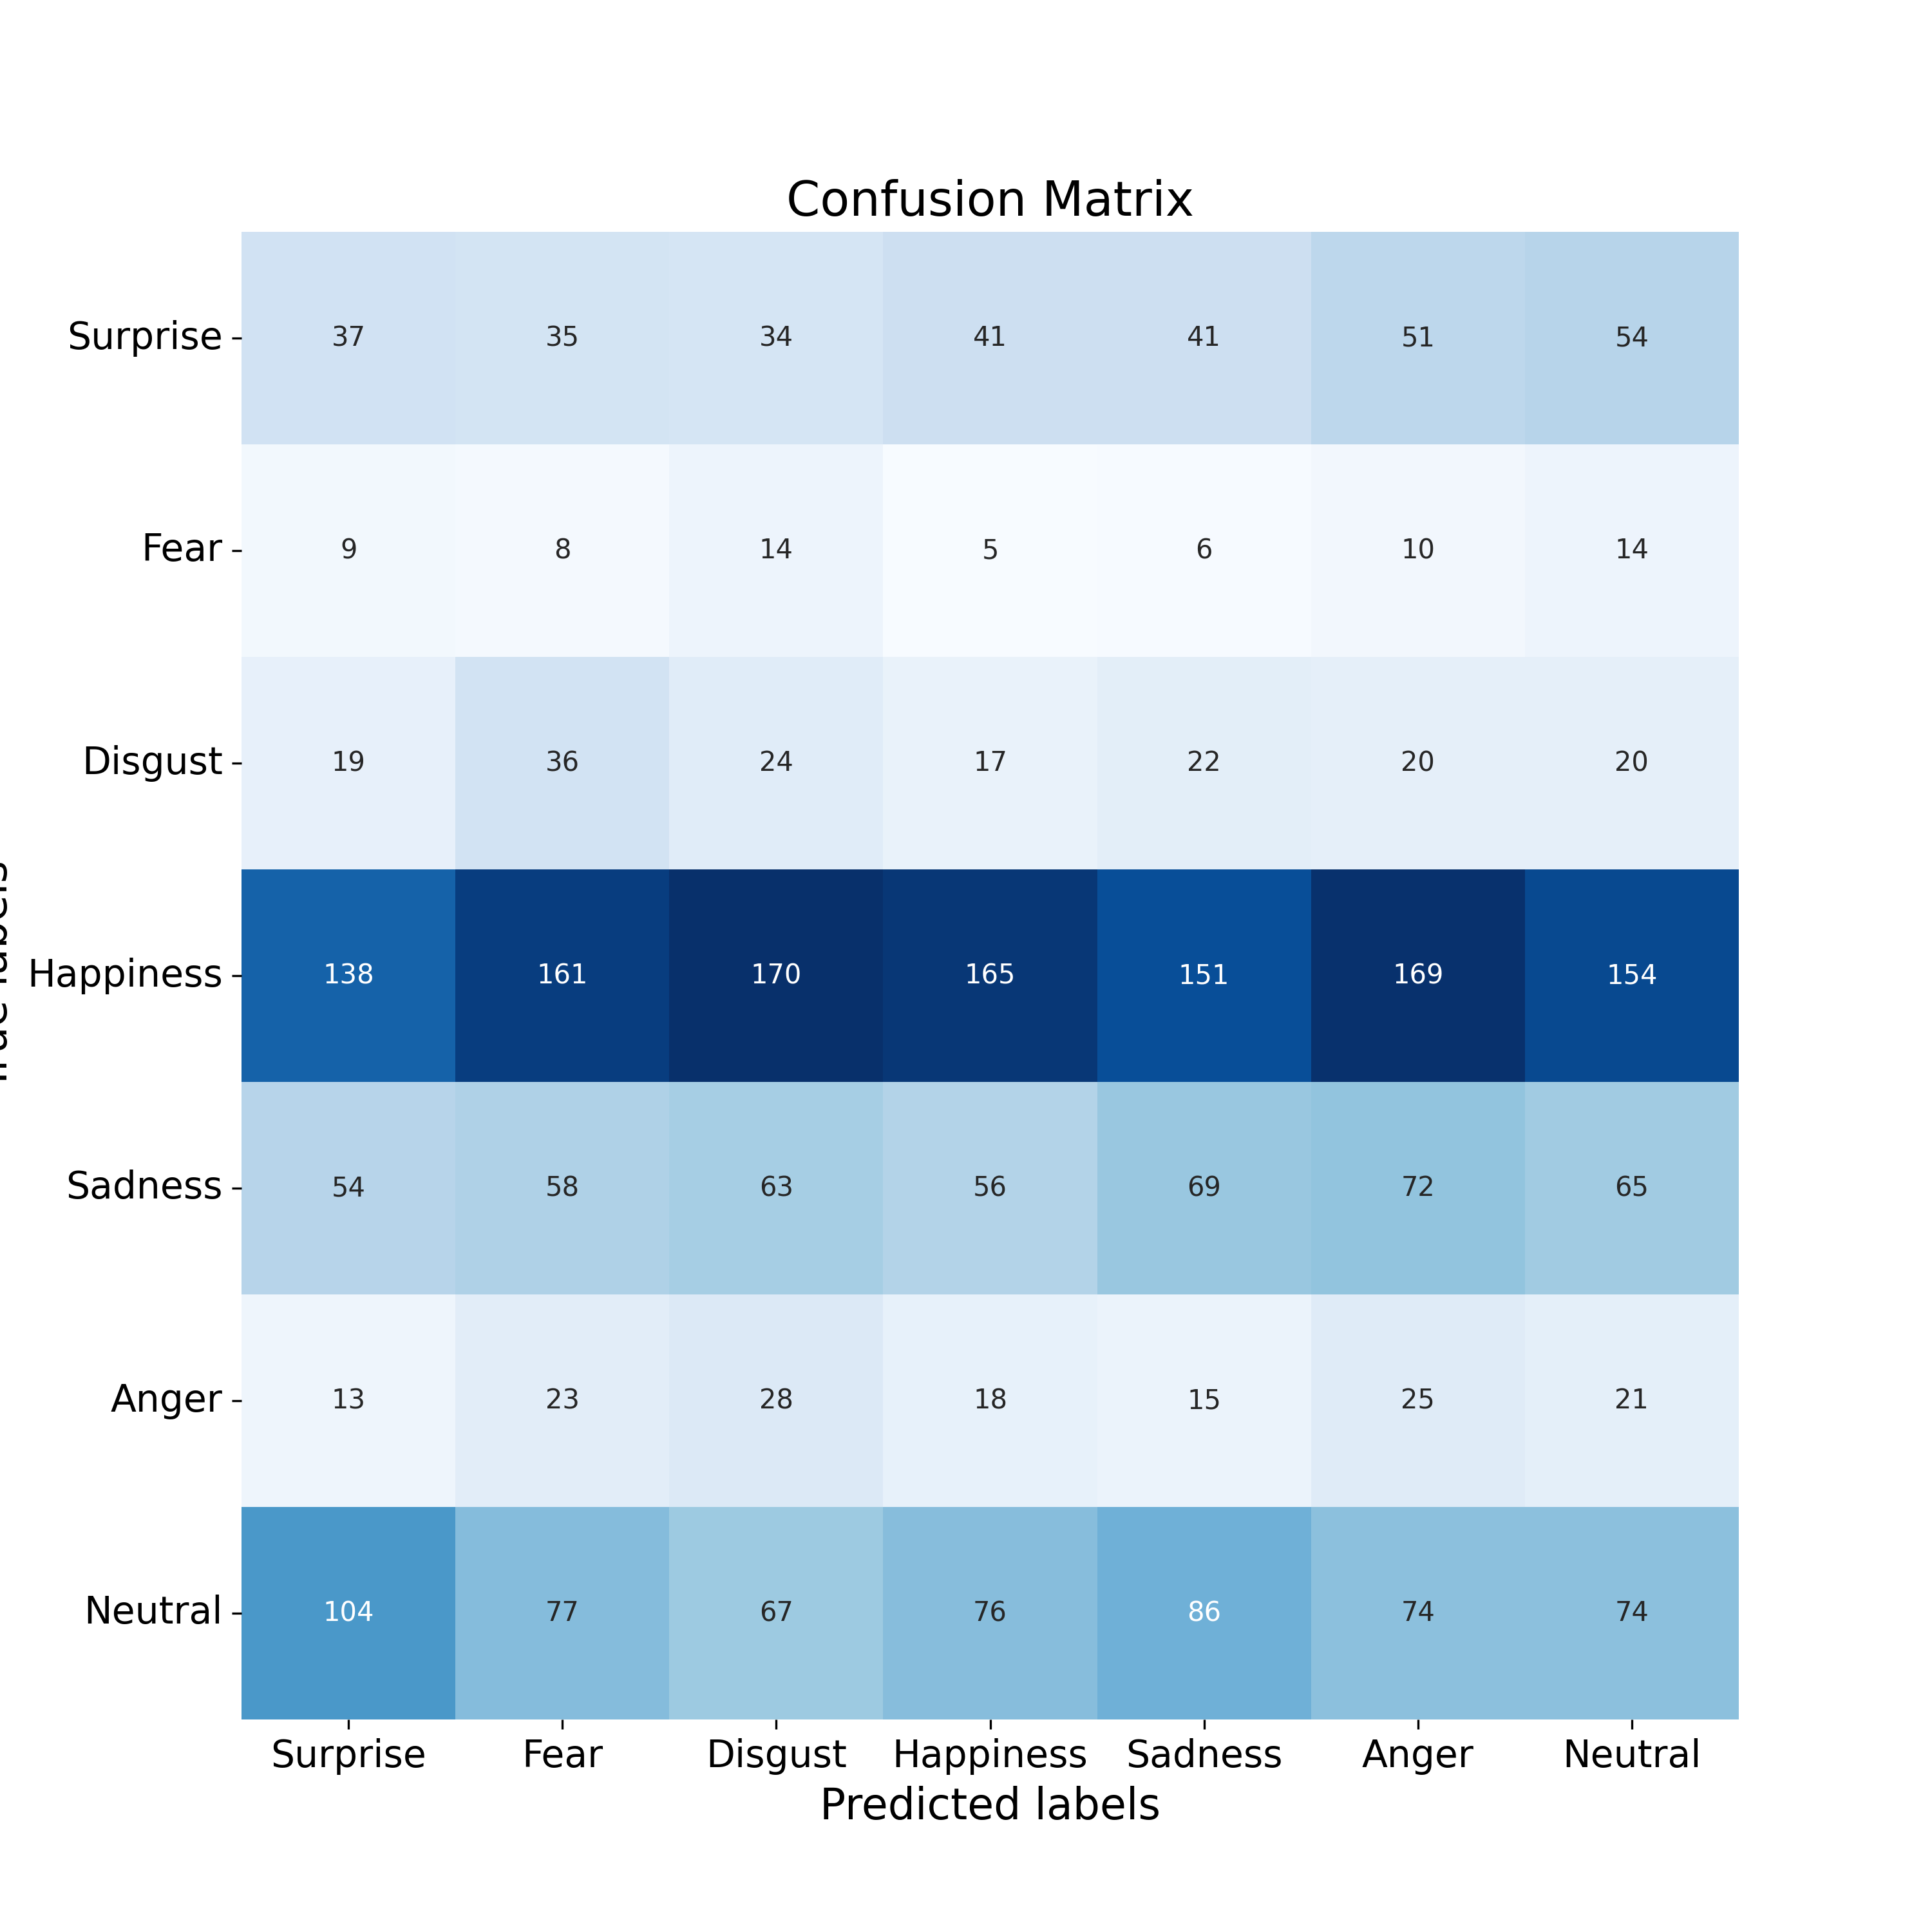 Confusion Matrix
Surprise 37 35 34 41 41 51 54
Fear 9 8 14 5 6 10 14
Disgust 19 36 24 17 22 20 20
Happiness 138 161 170 165 151 169 154
Sadness 54 58 63 56 69 72 65
Anger 13 23 28 18 15 25 21
Neutral 104 77 67 76 86 74 74
Surprise Fear Disgust Happiness Sadness Anger Neutral
Predicted labels